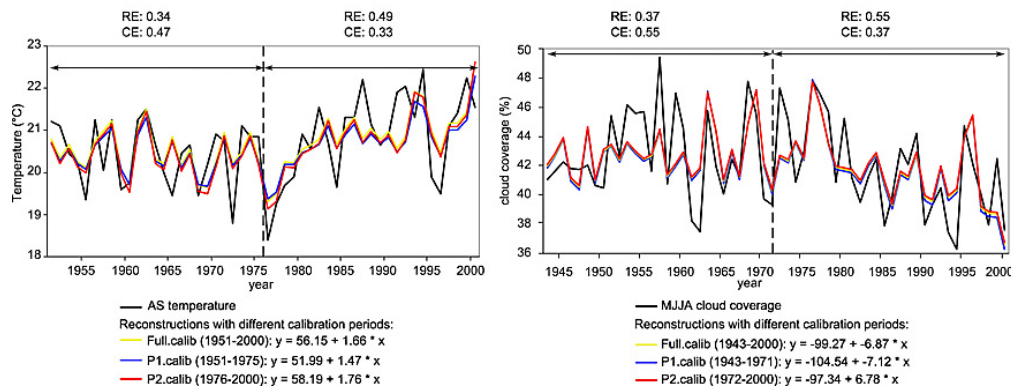 RE: 0.34
CE: 0.47
RE: 0.49
CE: 0.33
23
22
21
20
19
18
Temperature (°C)
1955 1960 1965 1970 1975 1980 1985 1990 1995 2000
year
AS temperature
Reconstructions with different calibration periods:
Full.calib (1951-2000): y = 56.15 + 1.66 * x
P1.calib (1951-1975): y = 51.99 + 1.47 * x
P2.calib (1976-2000): y = 58.19 + 1.76 * x
RE: 0.37
CE: 0.55
RE: 0.55
CE: 0.37
50
48
46
44
42
40
38
36
cloud coverage (%)
1945 1950 1955 1960 1965 1970 1975 1980 1985 1990 1995 2000
year
MJJA cloud coverage
Reconstructions with different calibration periods:
Full.calib (1943-2000): y = -99.27 + -6.87 * x
P1.calib (1943-1971): y = -104.54 + -7.12 * x
P2.calib (1972-2000): y = -97.34 + 6.78 * x